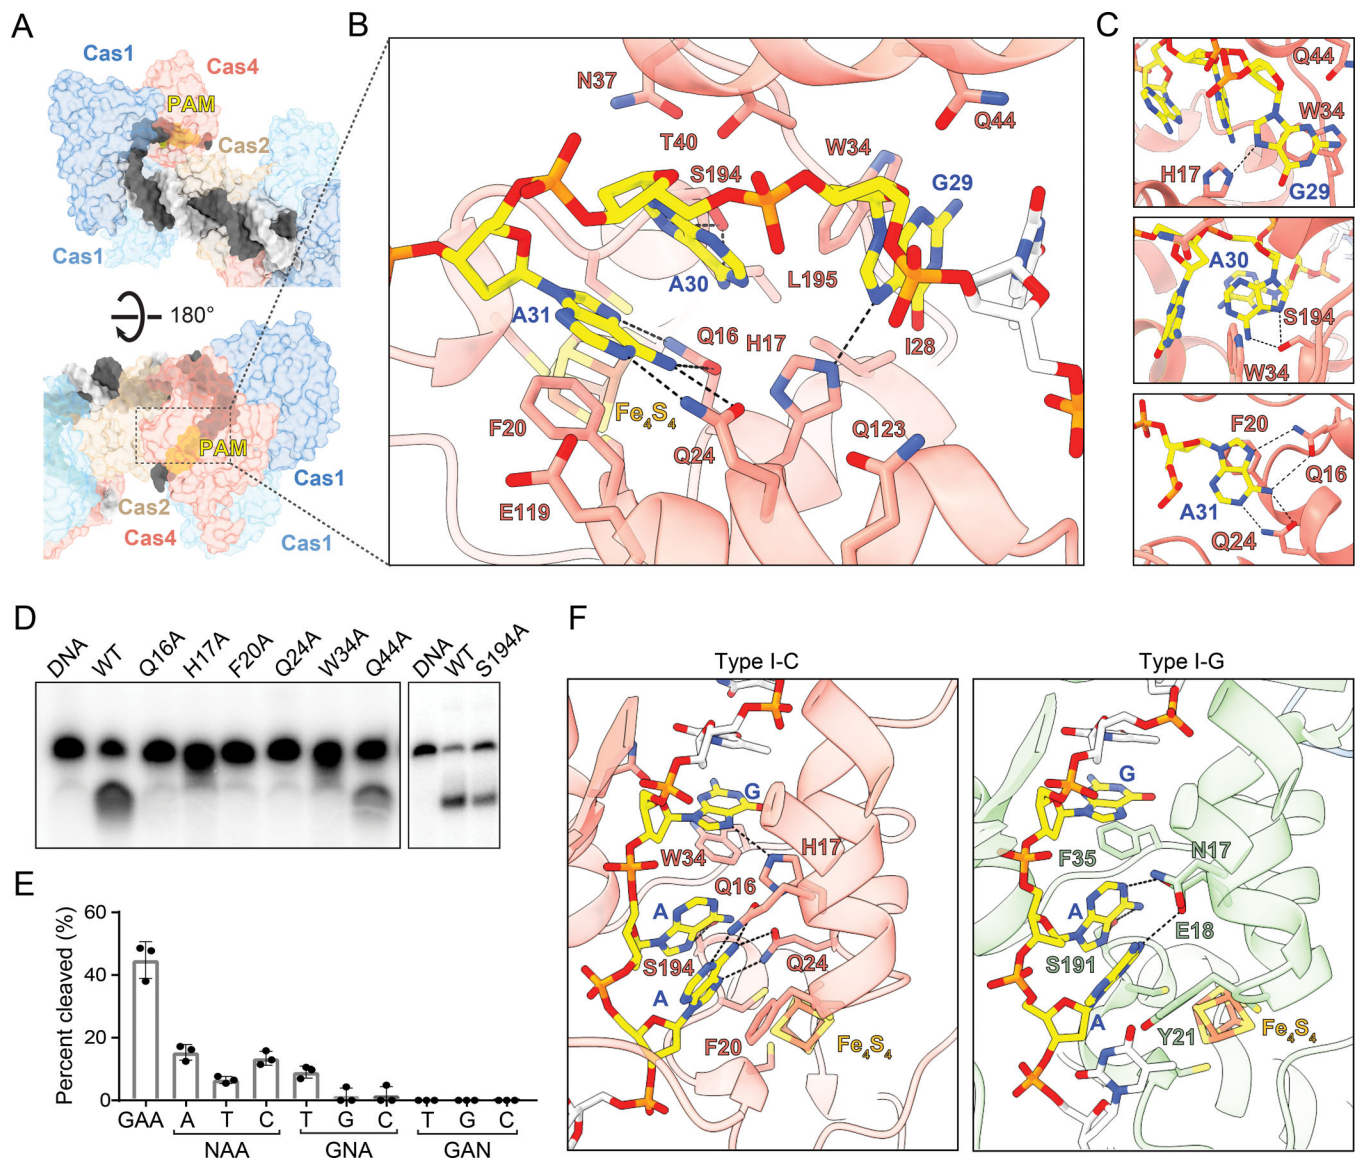 A
Cas1
Cas4
PAM
Cas2
Cas1
180°
PAM
Cas1
Cas2
Cas4
Cas1
B
N37
T40
Q44
S194
W34
G29
A30
L195
A31
Q16
H17
I28
F20
Fe4S4
Q24
Q123
E119
C
Q44
W34
H17
G29
A30
S194
W34
F20
Q16
A31
Q24
D
DNA WT Q16A H17A F20A Q24A W34A Q44A DNA WT S194A
E
Percent cleaved (%)
60
40
20
0
GAA A T C T G C T G C
NAA GNA GAN
F
Type I-C
G
W34
H17
Q16
A
S194
Q24
A
F20
Fe4S4
Type I-G
G
F35
N17
A
E18
S191
A
Y21
Fe4S4